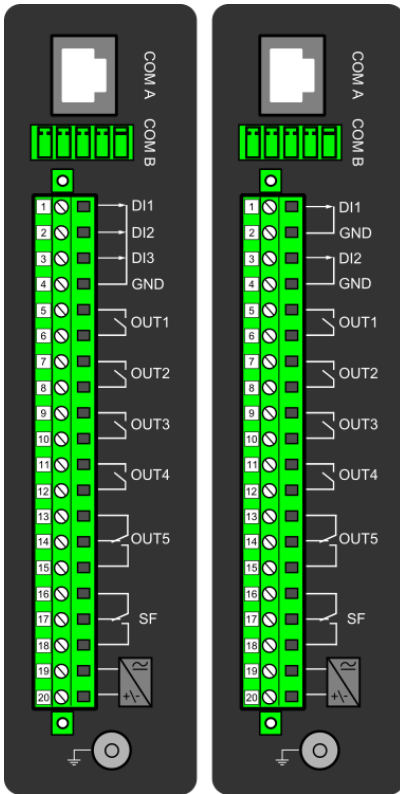 COM A
COM B
1 DI1
2 DI2
3 DI3
4 GND
5
OUT1
6
7
OUT2
8
9
OUT3
10
11
OUT4
12
13
14 OUT5
15
16
17 SF
18
19 ~
20 +/-
COM A
COM B
1 DI1
2 GND
3 DI2
4 GND
5
OUT1
6
7
OUT2
8
9
OUT3
10
11
OUT4
12
13
14 OUT5
15
16
17 SF
18
19 ~
20 +/-